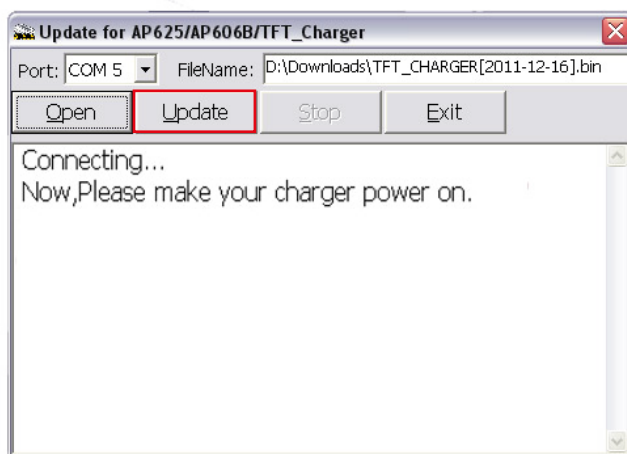 Update for AP625/AP606B/TFT_Charger
Port: COM 5 FileName: D:\Downloads\TFT_CHARGER[2011-12-16].bin
Open Update Stop Exit
Connecting...
Now,Please make your charger power on.